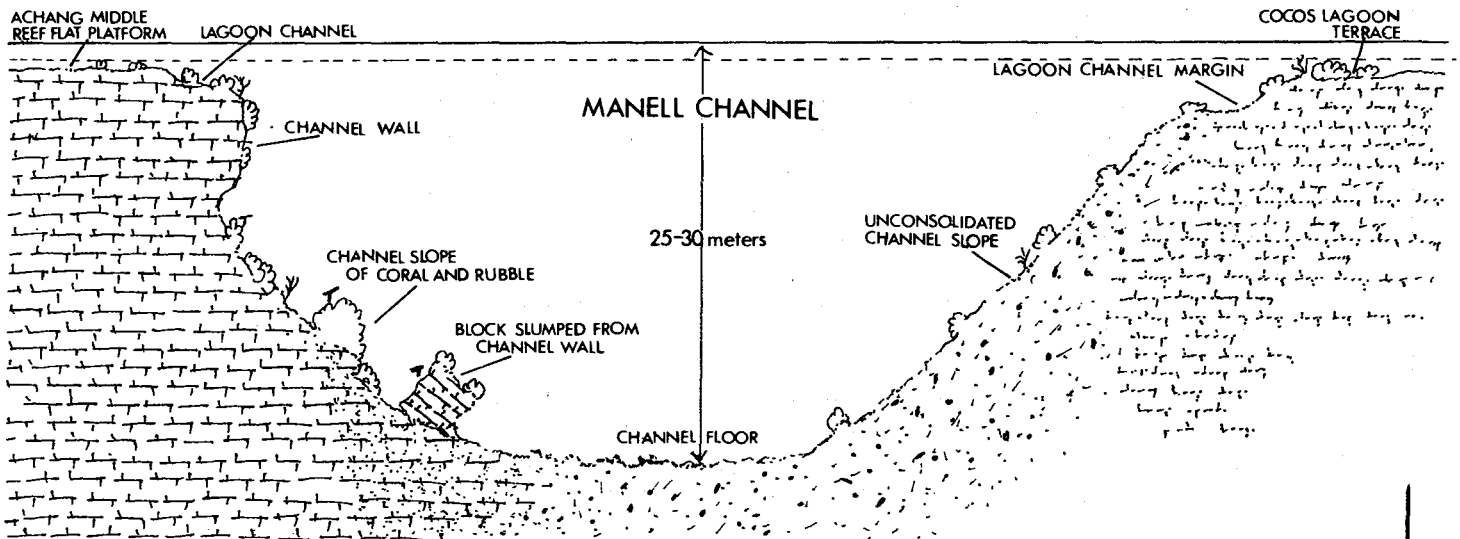 ACHANG MIDDLE
REEF FLAT PLATFORM
LAGOON CHANNEL
COCOS LAGOON
TERRACE
LAGOON CHANNEL MARGIN
MANELL CHANNEL
CHANNEL WALL
UNCONSOLIDATED
CHANNEL SLOPE
25-30 meters
CHANNEL SLOPE
OF CORAL AND RUBBLE
BLOCK SLUMPED FROM
CHANNEL WALL
CHANNEL FLOOR